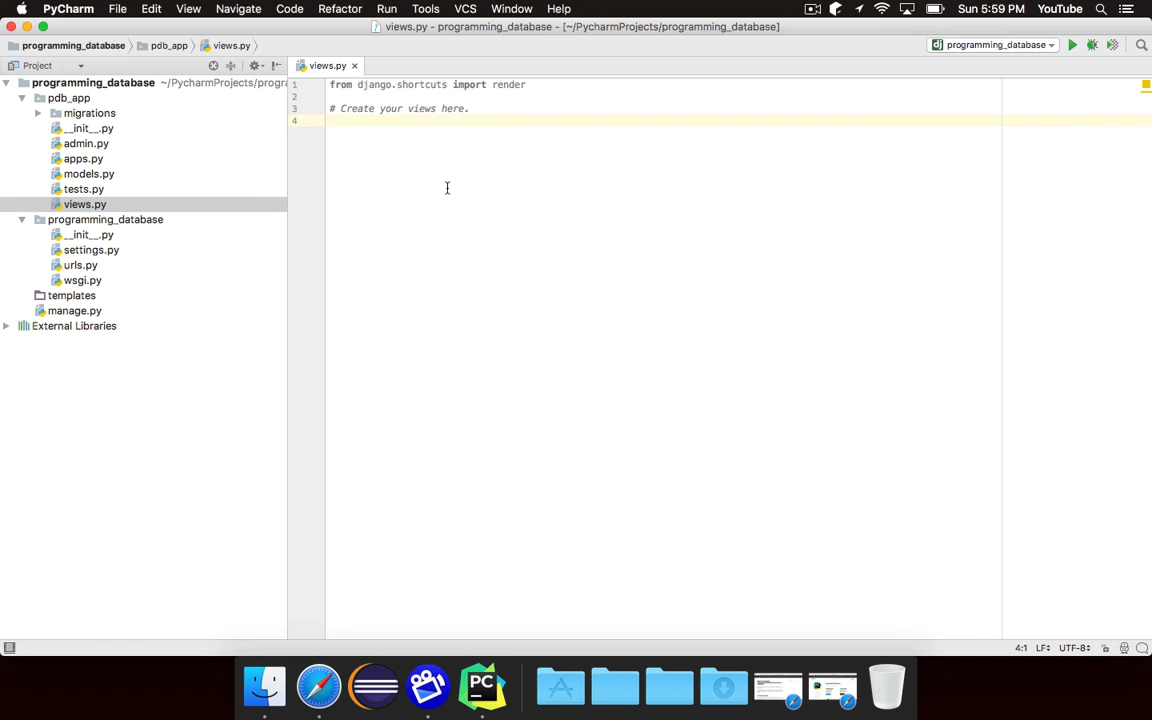 PyCharm File Edit View Navigate Code Refactor Run Tools VCS Window Help Sun 5:59 PM YouTube
views.py - programming_database - [~/PycharmProjects/programming_database]
programming_database pdb_app views.py programming_database
Project views.py
programming_database ~/PycharmProjects/progra
pdb_app
migrations
__init__.py
admin.py
apps.py
models.py
tests.py
views.py
programming_database
__init__.py
settings.py
urls.py
wsgi.py
templates
manage.py
External Libraries
1 from django.shortcuts import render
2
3 # Create your views here.
4
4:1 LF÷ UTF-8÷
dj
PC